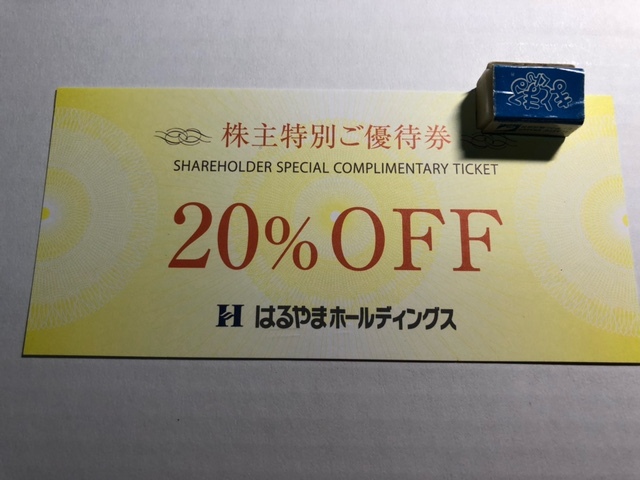 株主特別ご優待券
SHAREHOLDER SPECIAL COMPLIMENTARY TICKET
20%OFF
H はるやまホールディングス